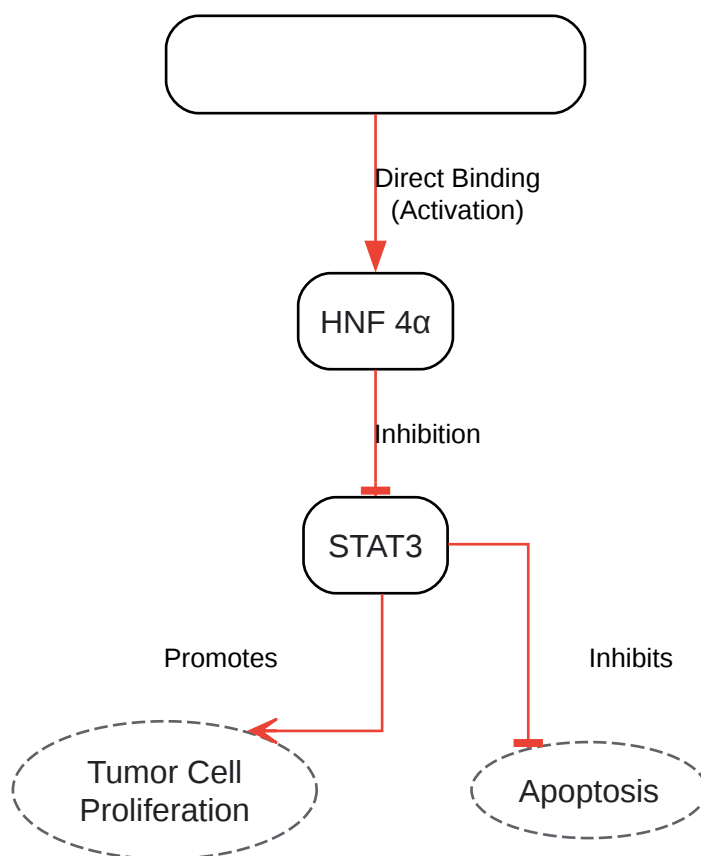 Direct Binding
(Activation)
HNF 4α
Inhibition
STAT3
Promotes
Inhibits
Tumor Cell
Proliferation
Apoptosis